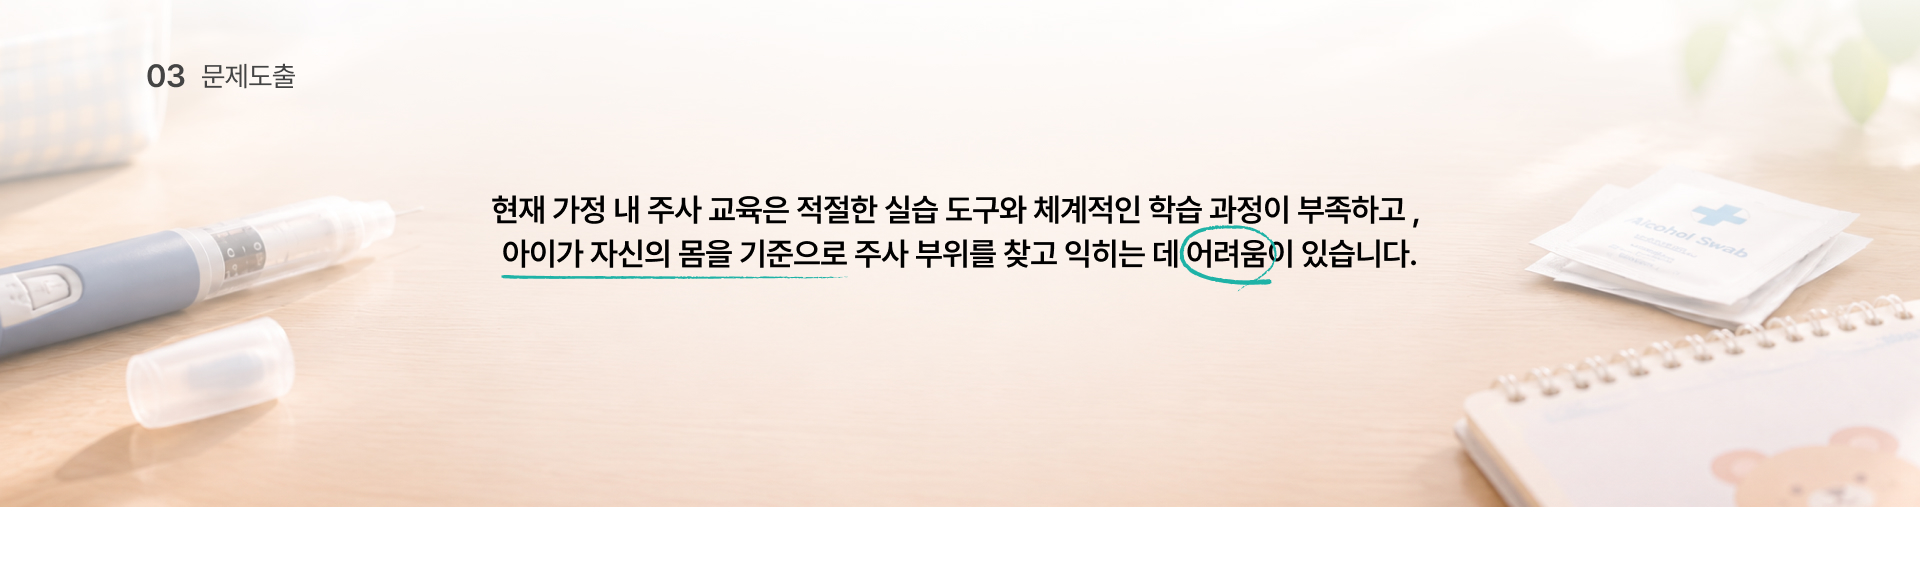 03 문제도출
현재 가정 내 주사 교육은 적절한 실습 도구와 체계적인 학습 과정이 부족하고 ,
아이가 자신의 몸을 기준으로 주사 부위를 찾고 익히는 데 어려움이 있습니다.
Alcohol Swab